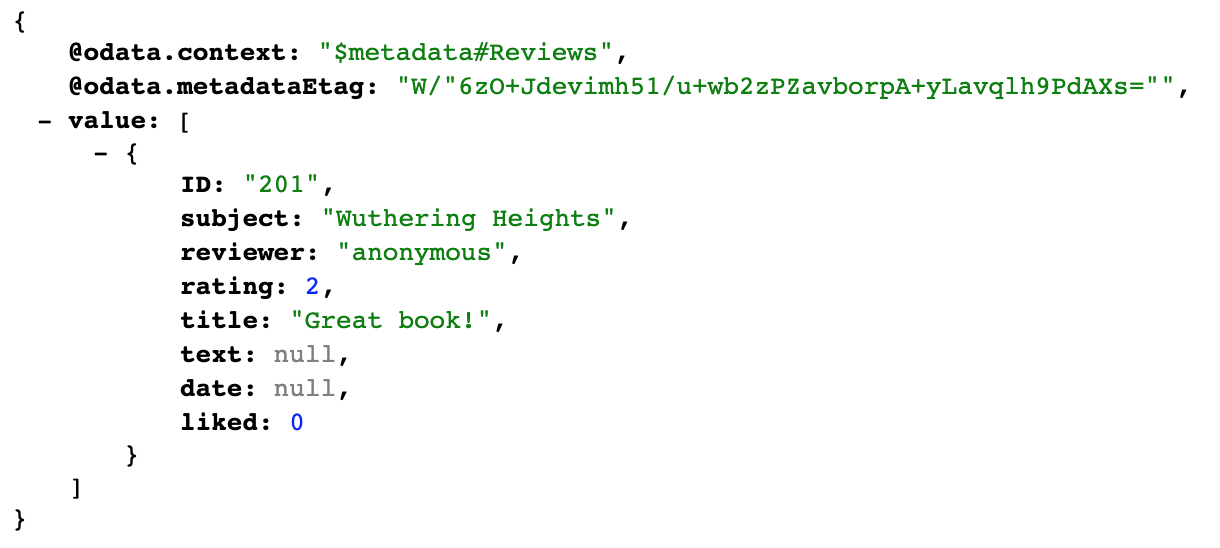 {
@odata.context: "$metadata#Reviews",
@odata.metadataEtag: "W/"6zO+Jdevimh51/u+wb2zPZavborpA+yLavqlh9PdAXs="",
- value: [
- {
ID: "201",
subject: "Wuthering Heights",
reviewer: "anonymous",
rating: 2,
title: "Great book!",
text: null,
date: null,
liked: 0
}
]
}